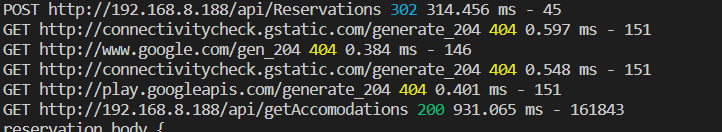 POST http://192.168.8.188/api/Reservations 302 314.456 ms - 45
GET http://connectivitycheck.gstatic.com/generate_204 404 0.597 ms - 151
GET http://www.google.com/gen_204 404 0.384 ms - 146
GET http://connectivitycheck.gstatic.com/generate_204 404 0.548 ms - 151
GET http://play.googleapis.com/generate_204 404 0.401 ms - 151
GET http://192.168.8.188/api/getAccomodations 200 931.065 ms - 161843
reservation body {